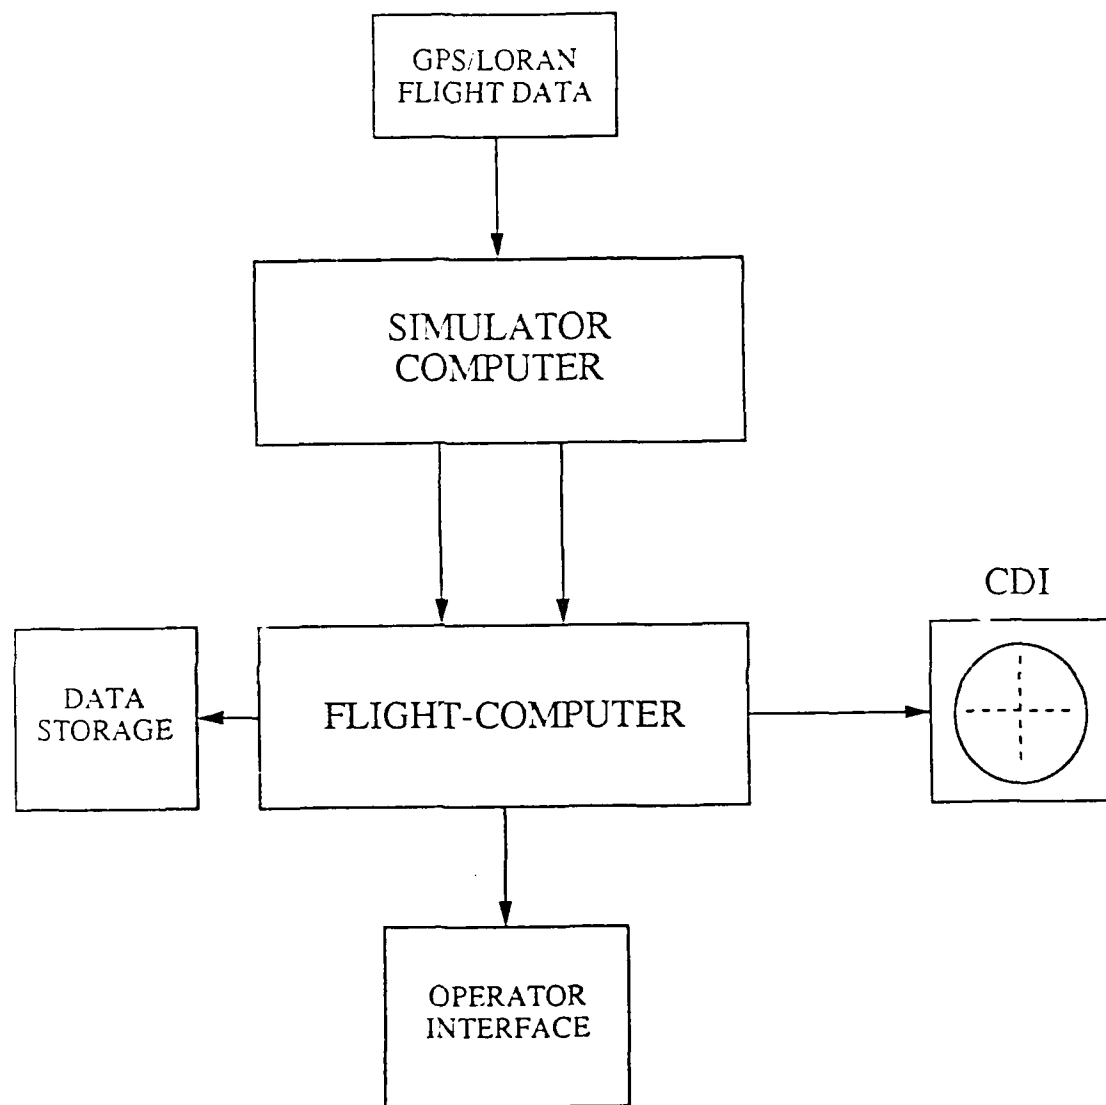 GPS/LORAN
FLIGHT DATA
SIMULATOR
COMPUTER
CDI
DATA
STORAGE
FLIGHT-COMPUTER
OPERATOR
INTERFACE